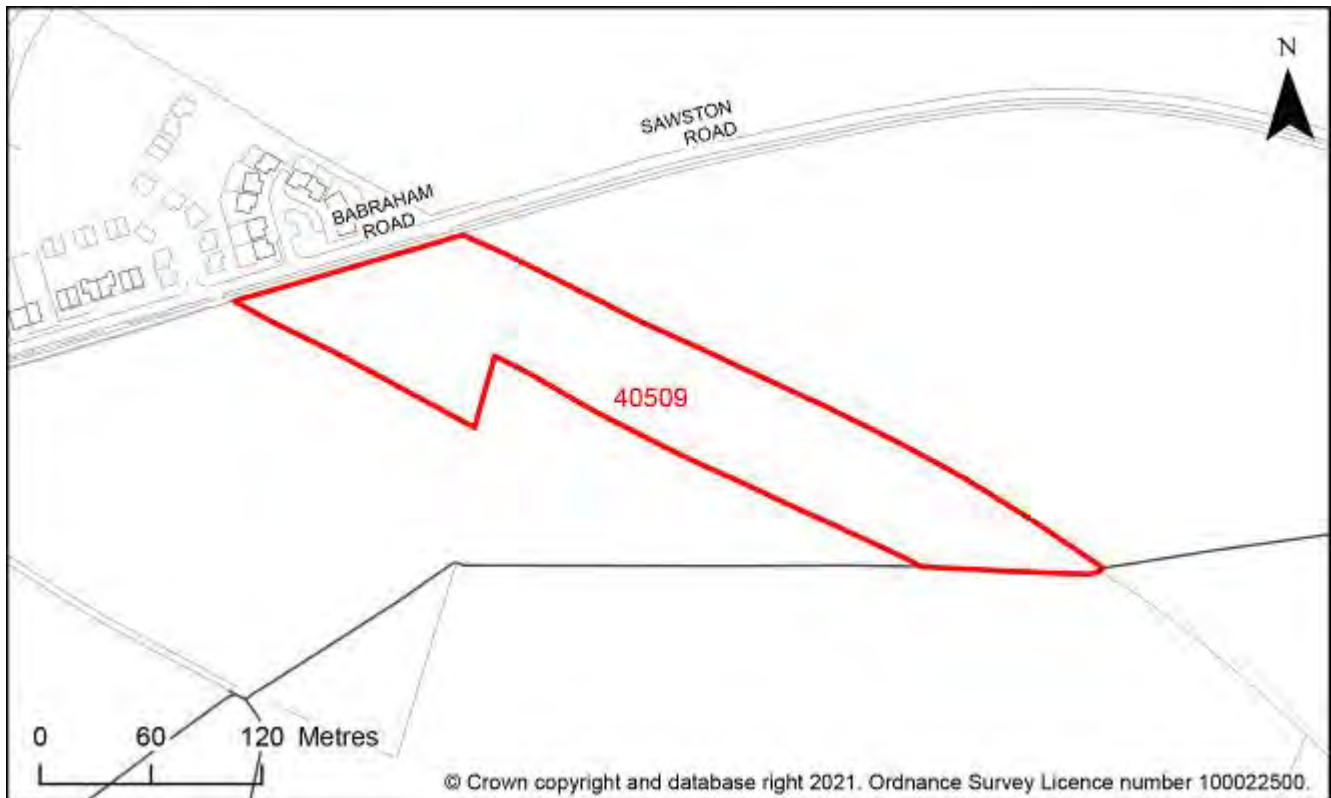 N
SAWSTON
ROAD
BABRAHAM
ROAD
40509
0 60 120 Metres
© Crown copyright and database right 2021. Ordnance Survey Licence number 100022500.